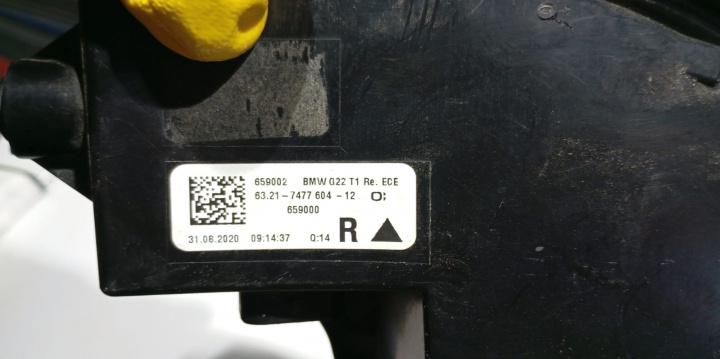 659002 BMW G22 T1 Re. ECE
63.21-7477 604 -12
659000
31.08.2020 09:14:37 Q:14 R